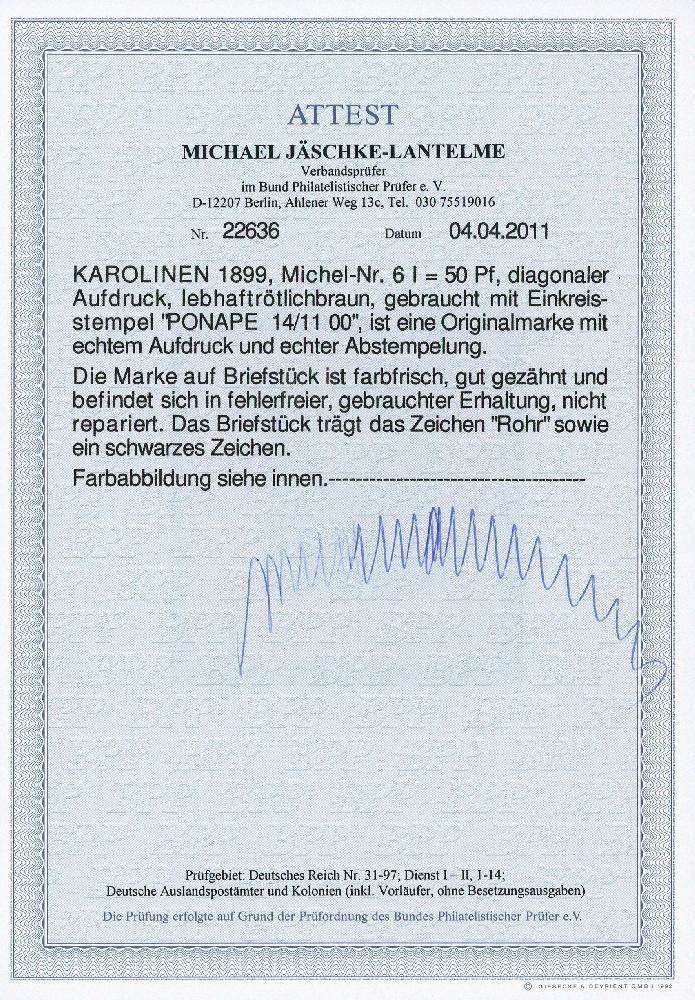 ATTEST
MICHAEL JÄSCHKE-LANTELME
Verbandsprüfer
im Bund Philatelistischer Prüfer e. V.
D-12207 Berlin, Ahlener Weg 13c, Tel. 030 75519016
Nr. 22636 Datum 04.04.2011
KAROLINEN 1899, Michel-Nr. 6 I = 50 Pf, diagonaler
Aufdruck, lebhaftrötlichbraun, gebraucht mit Einkreis-
stempel "PONAPE 14/11 00", ist eine Originalmarke mit
echtem Aufdruck und echter Abstempelung.
Die Marke auf Briefstück ist farbfrisch, gut gezähnt und
befindet sich in fehlerfreier, gebrauchter Erhaltung, nicht
repariert. Das Briefstück trägt das Zeichen "Rohr" sowie
ein schwarzes Zeichen.
Farbabbildung siehe innen.-------------------------------------
Prüfgebiet: Deutsches Reich Nr. 31-97; Dienst I – II, 1-14;
Deutsche Auslandspostämter und Kolonien (inkl. Vorläufer, ohne Besetzungsausgaben)
Die Prüfung erfolgte auf Grund der Prüfordnung des Bundes Philatelistischer Prüfer e.V.
© GIESECKE & DEVRIENT GMBH 1992